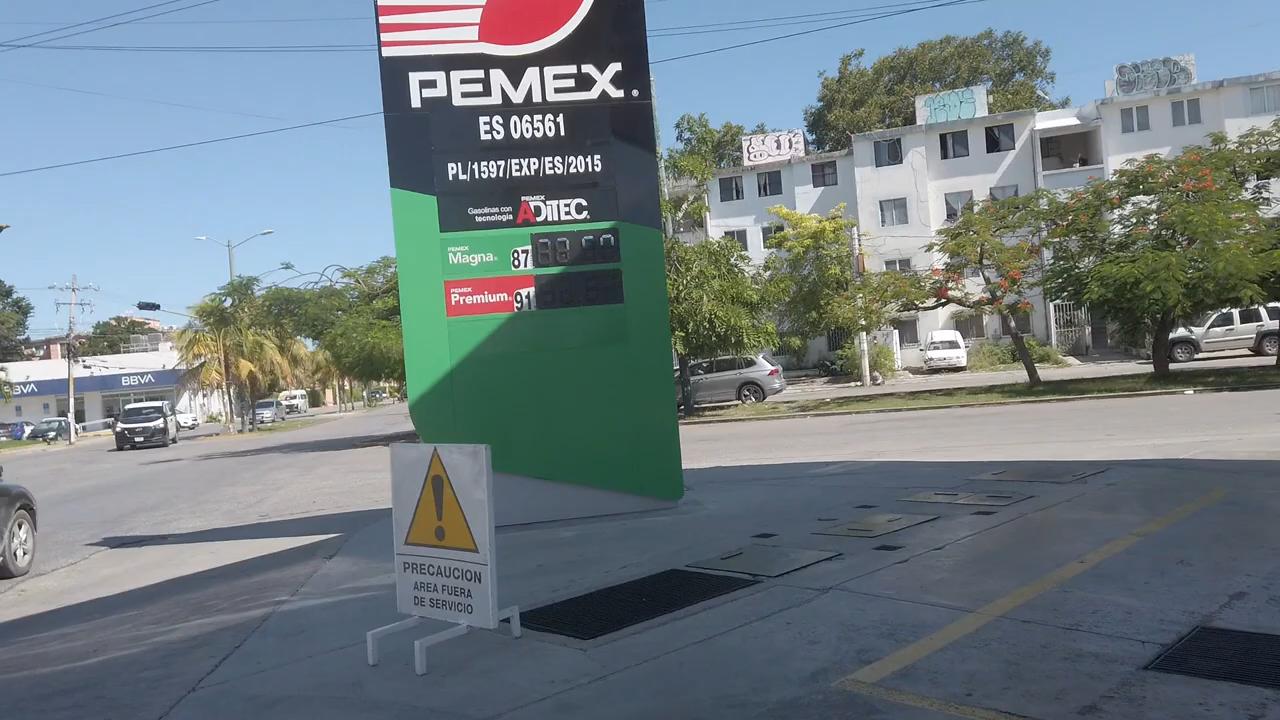 PEMEX.
ES 06561
PL/1597/EXP/ES/2015
Gasolinas con
tecnología
PEMEX
ADITEC
PEMEX
Magna 87
PEMEX
Premium 91
BBVA
BBVA
PRECAUCION
AREA FUERA
DE SERVICIO